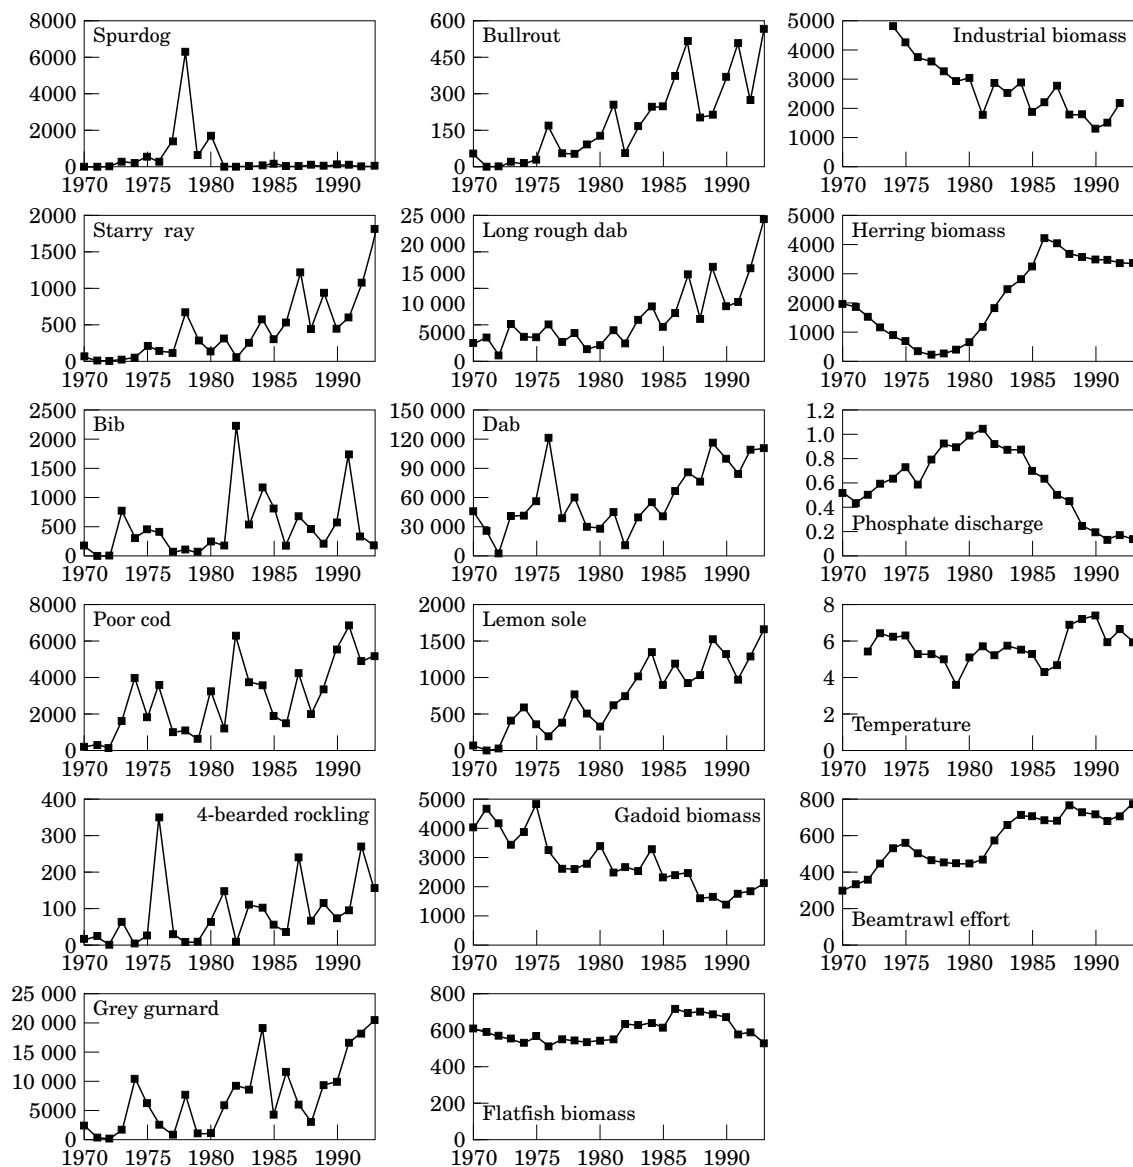 Spurdog
8000
6000
4000
2000
0
1970 1975 1980 1985 1990
Bullrout
600
450
300
150
0
1970 1975 1980 1985 1990
Industrial biomass
5000
4000
3000
2000
1000
0
1970 1975 1980 1985 1990
Starry ray
2000
1500
1000
500
0
1970 1975 1980 1985 1990
Long rough dab
25 000
20 000
15 000
10 000
5000
0
1970 1975 1980 1985 1990
Herring biomass
5000
4000
3000
2000
1000
0
1970 1975 1980 1985 1990
Bib
2500
2000
1500
1000
500
0
1970 1975 1980 1985 1990
Dab
150 000
120 000
90 000
60 000
30 000
0
1970 1975 1980 1985 1990
1.2
1.0
0.8
0.6
0.4
0.2
0
Phosphate discharge
1970 1975 1980 1985 1990
Poor cod
8000
6000
4000
2000
0
1970 1975 1980 1985 1990
Lemon sole
2000
1500
1000
500
0
1970 1975 1980 1985 1990
8
6
4
2
0
Temperature
1970 1975 1980 1985 1990
4-bearded rockling
400
300
200
100
0
1970 1975 1980 1985 1990
Gadoid biomass
5000
4000
3000
2000
1000
0
1970 1975 1980 1985 1990
800
600
400
200
0
Beamtrawl effort
1970 1975 1980 1985 1990
Grey gurnard
25 000
20 000
15 000
10 000
5000
0
1970 1975 1980 1985 1990
800
600
400
200
0
Flatfish biomass
1970 1975 1980 1985 1990